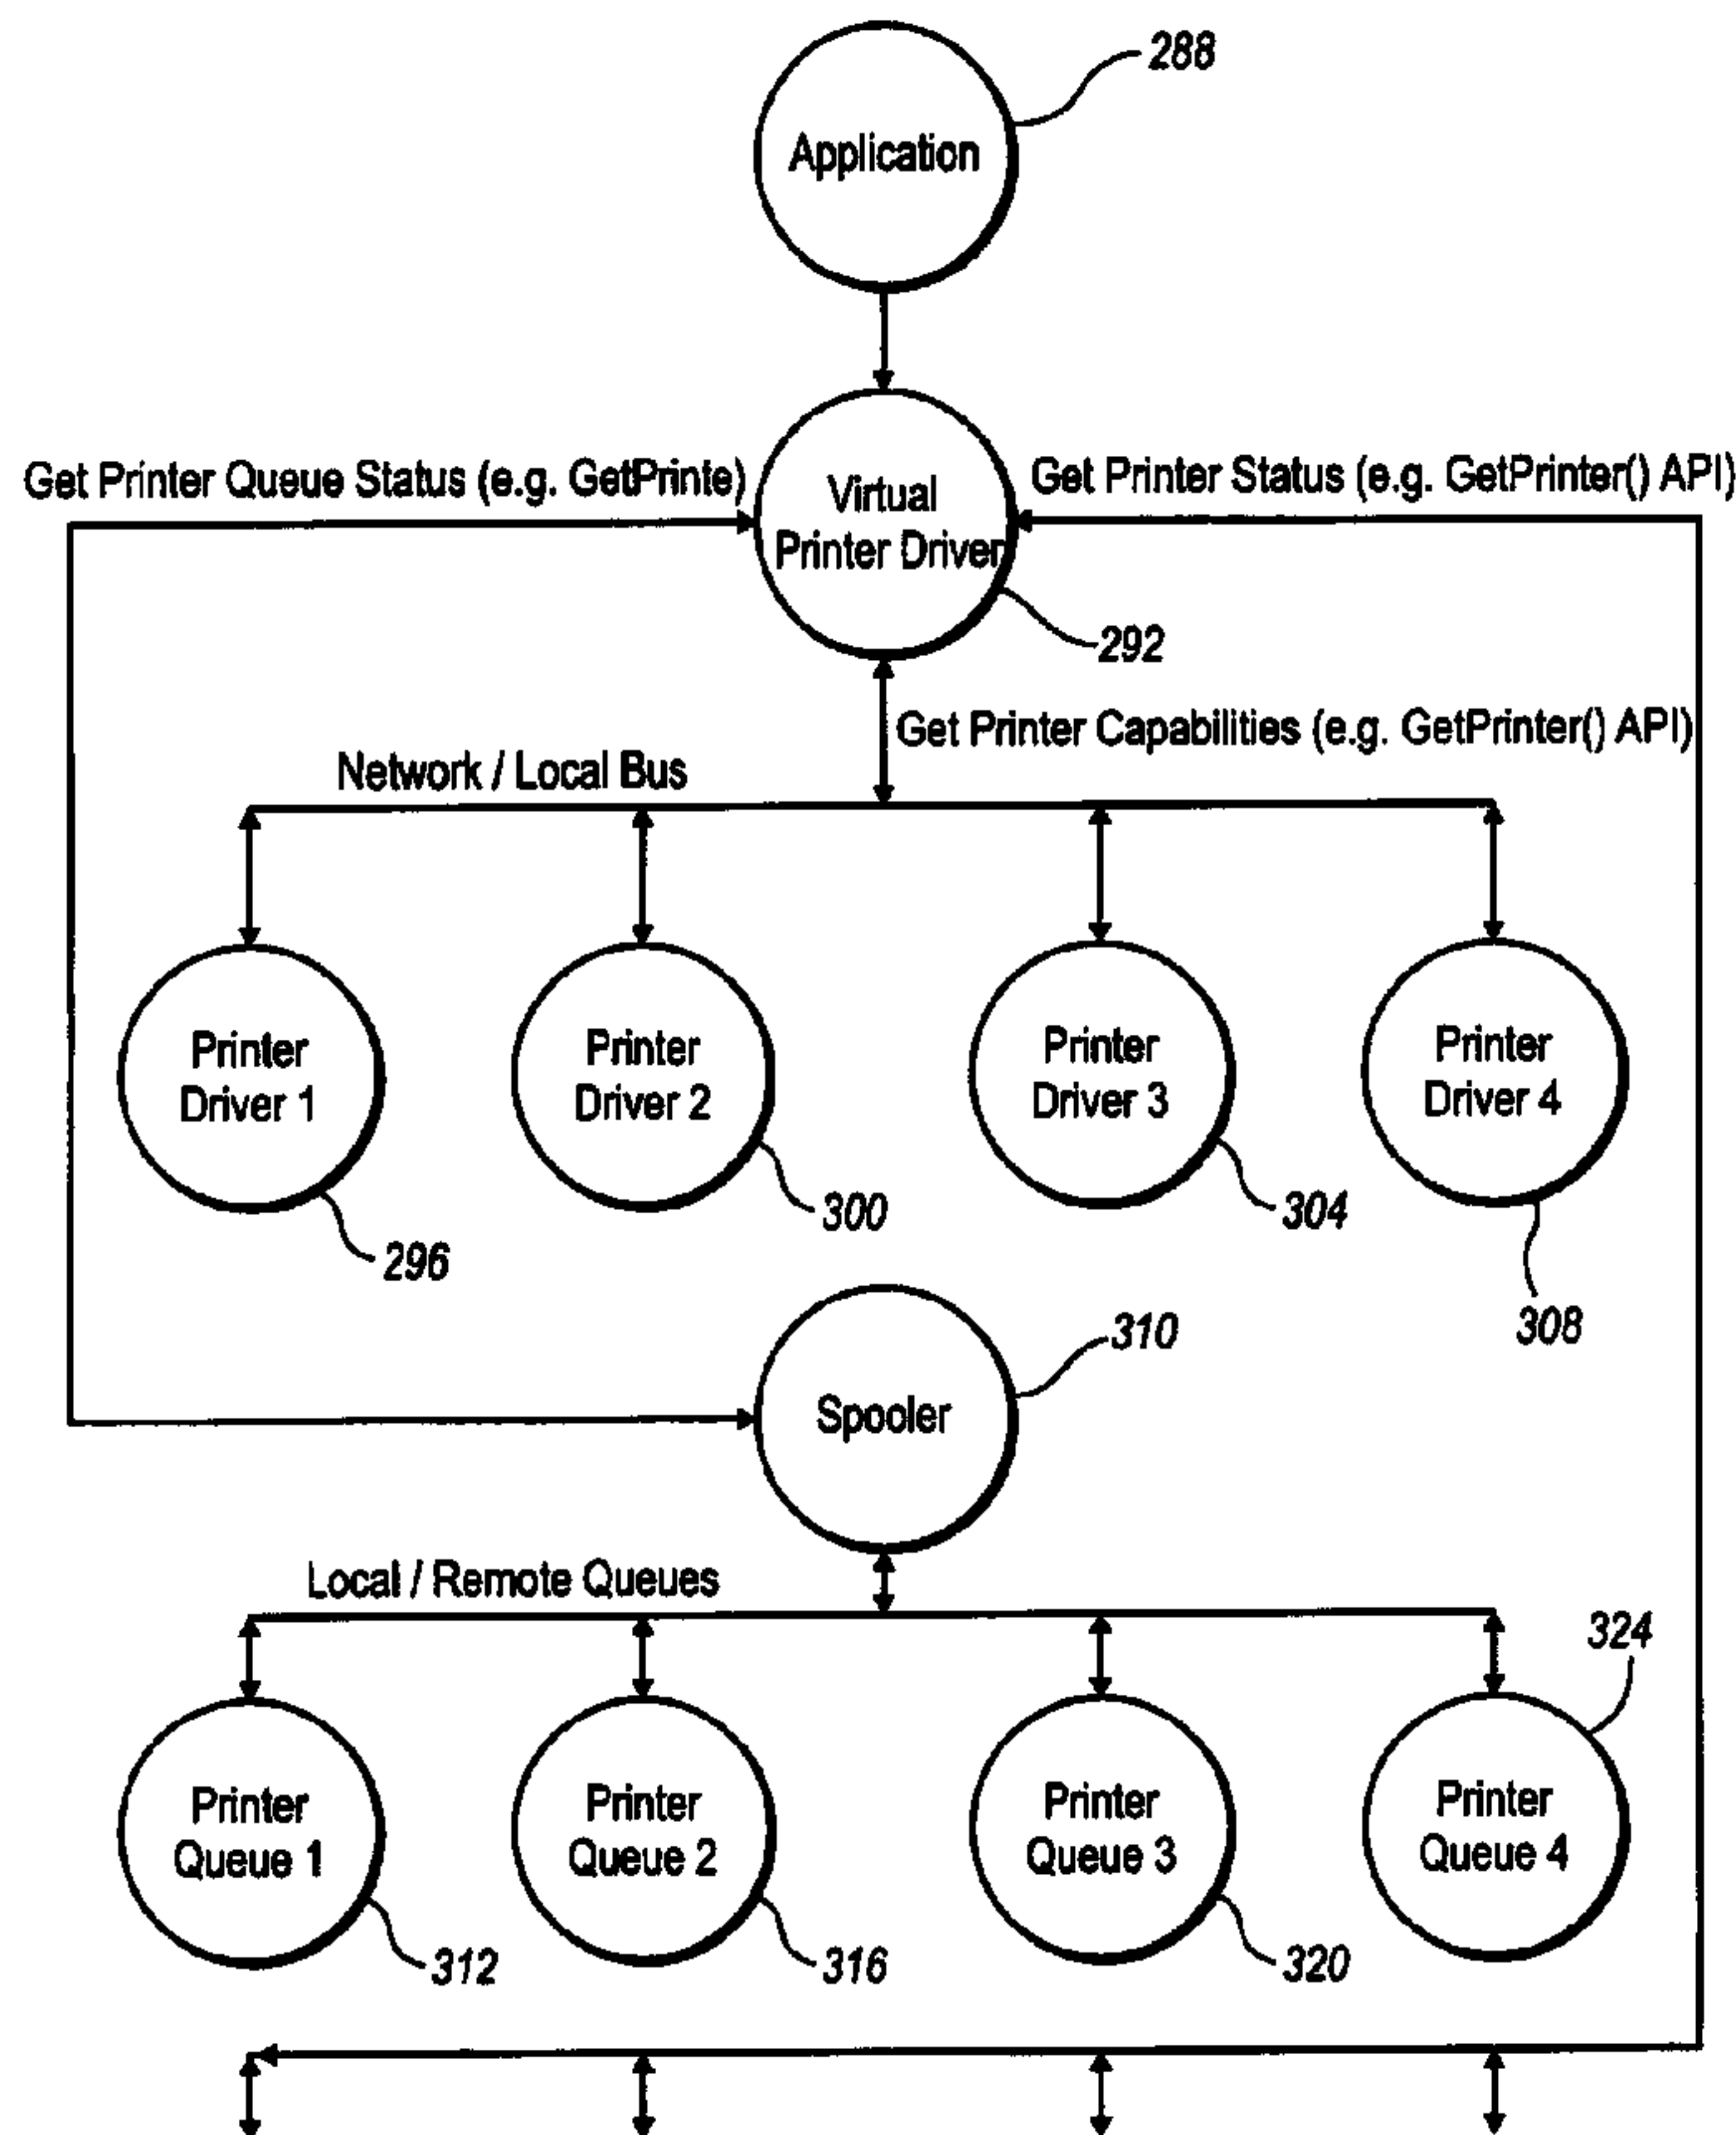 288
Application
Get Printer Queue Status (e.g. GetPrinte)
Virtual
Printer Driver
Get Printer Status (e.g. GetPrinter() API)
292
Get Printer Capabilities (e.g. GetPrinter() API)
Network / Local Bus
Printer
Driver 1
Printer
Driver 2
Printer
Driver 3
Printer
Driver 4
296
300
304
308
310
Spooler
Local / Remote Queues
324
Printer
Queue 1
Printer
Queue 2
Printer
Queue 3
Printer
Queue 4
312
316
320